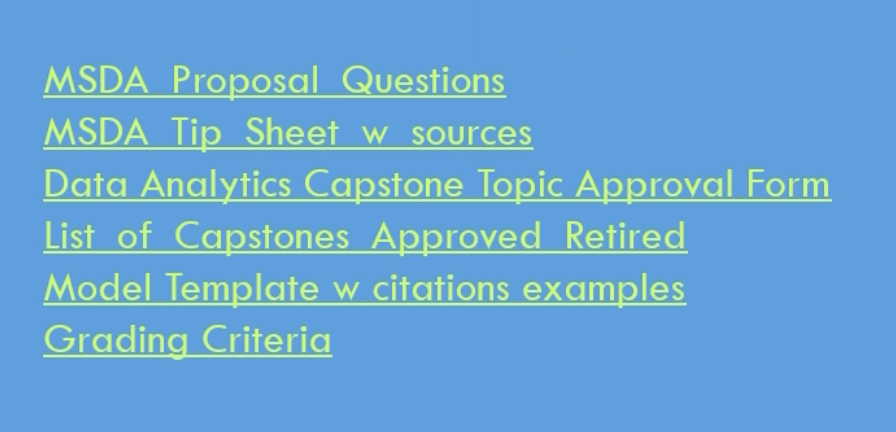 MSDA Proposal Questions
MSDA Tip Sheet w sources
Data Analytics Capstone Topic Approval Form
List of Capstones Approved Retired
Model Template w citations examples
Grading Criteria